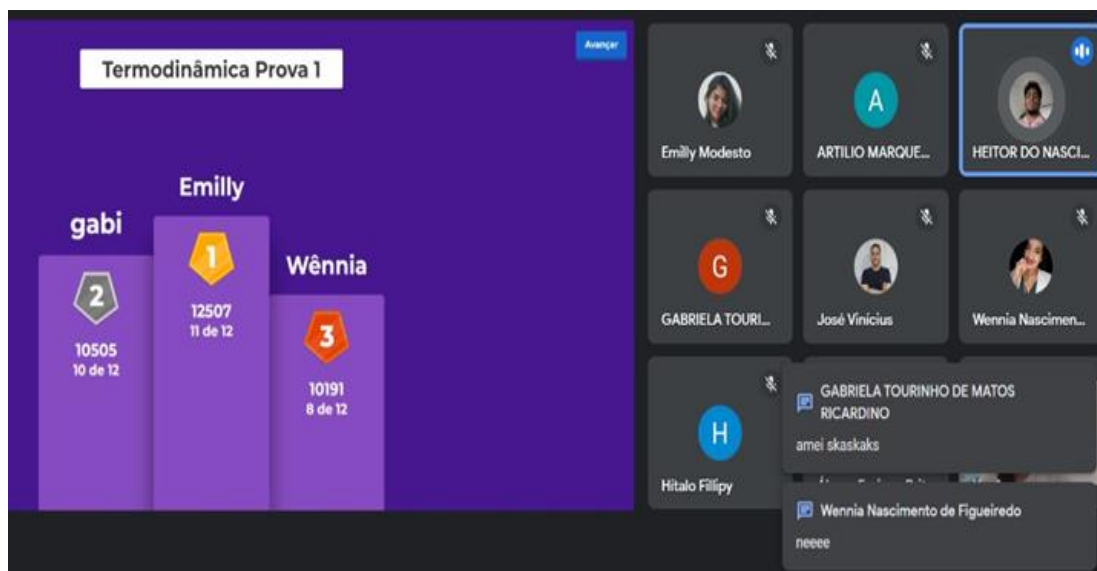 Termodinâmica Prova 1
Avançar
Emilly
gabi
Wênnia
1
2
3
12507
11 de 12
10505
10 de 12
10191
8 de 12
Emilly Modesto
A
ARTILIO MARQUE...
HEITOR DO NASCI...
G
GABRIELA TOURI...
José Vinícius
Wennia Nascimen...
H
Hítalo Fillipy
GABRIELA TOURINHO DE MATOS
RICARDINO
amei skaskaks
Wennia Nascimento de Figueiredo
neeee